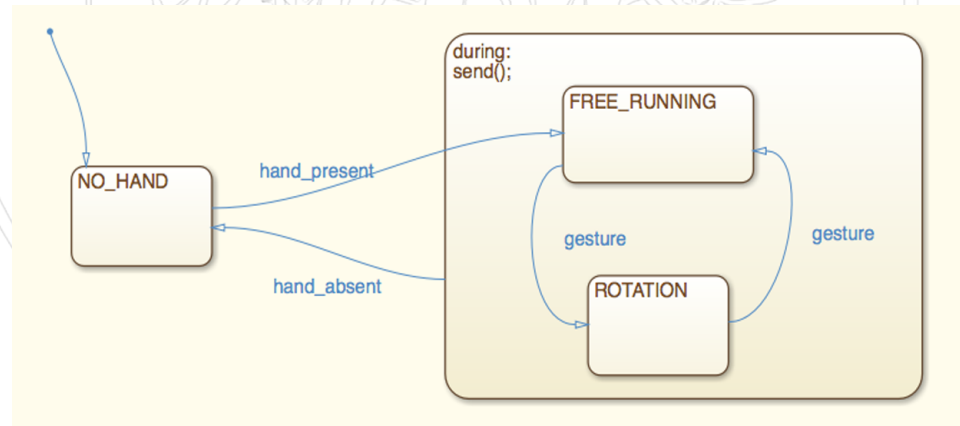 during:
send();
FREE_RUNNING
NO_HAND
hand_present
gesture
gesture
hand_absent
ROTATION